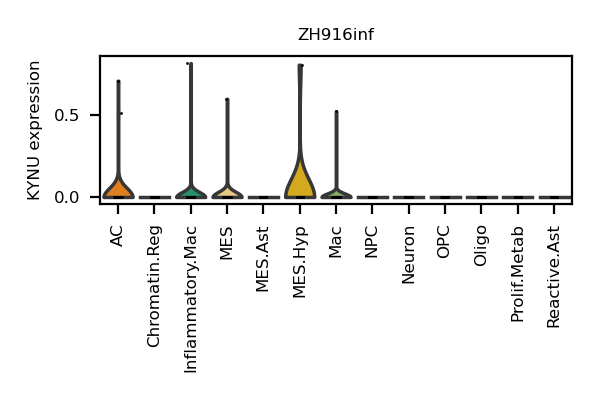 ZH916inf
KYNU expression
0.5
0.0
AC
Chromatin.Reg
Inflammatory.Mac
MES
MES.Ast
MES.Hyp
Mac
NPC
Neuron
OPC
Oligo
Prolif.Metab
Reactive.Ast